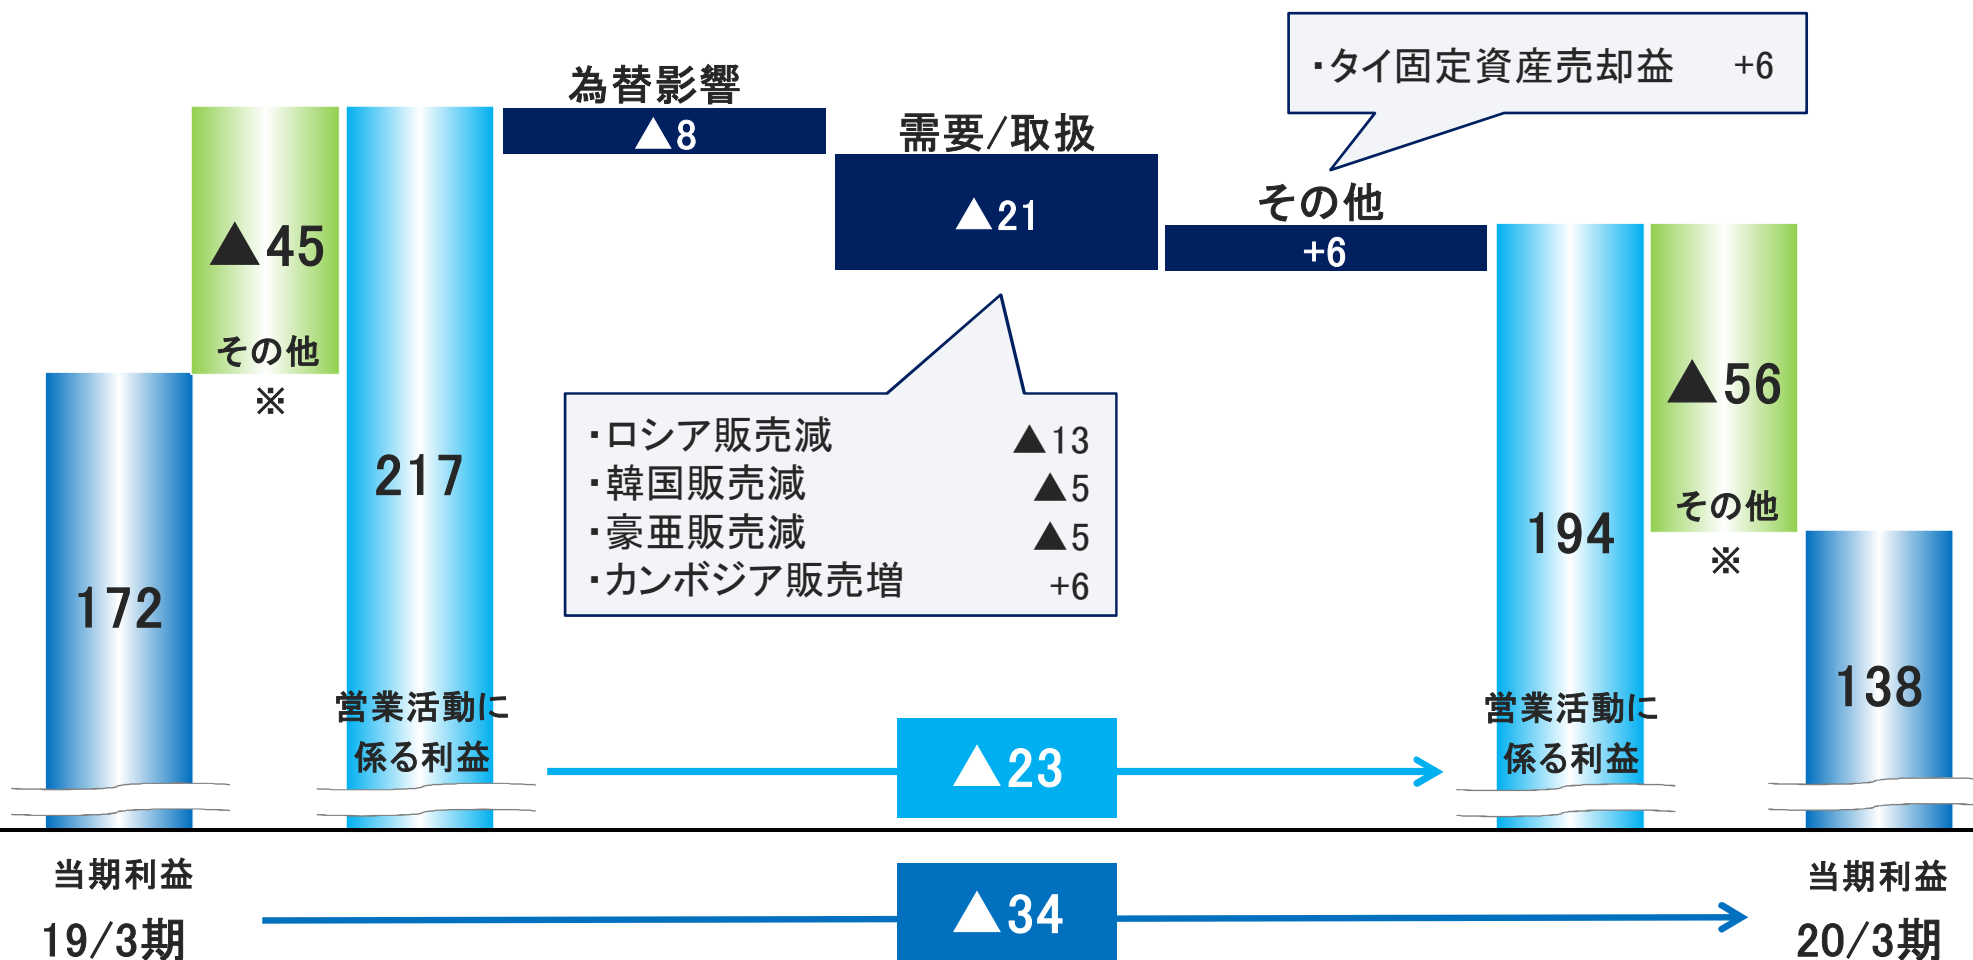 ・タイ固定資産売却益 +6
為替影響
▲8
需要/取扱
▲21
その他
+6
▲45
その他
※
172
217
営業活動に
係る利益
・ロシア販売減 ▲13
・韓国販売減 ▲5
・豪亜販売減 ▲5
・カンボジア販売増 +6
194
営業活動に
係る利益
▲56
その他
※
138
▲23
当期利益
19/3期
▲34
当期利益
20/3期